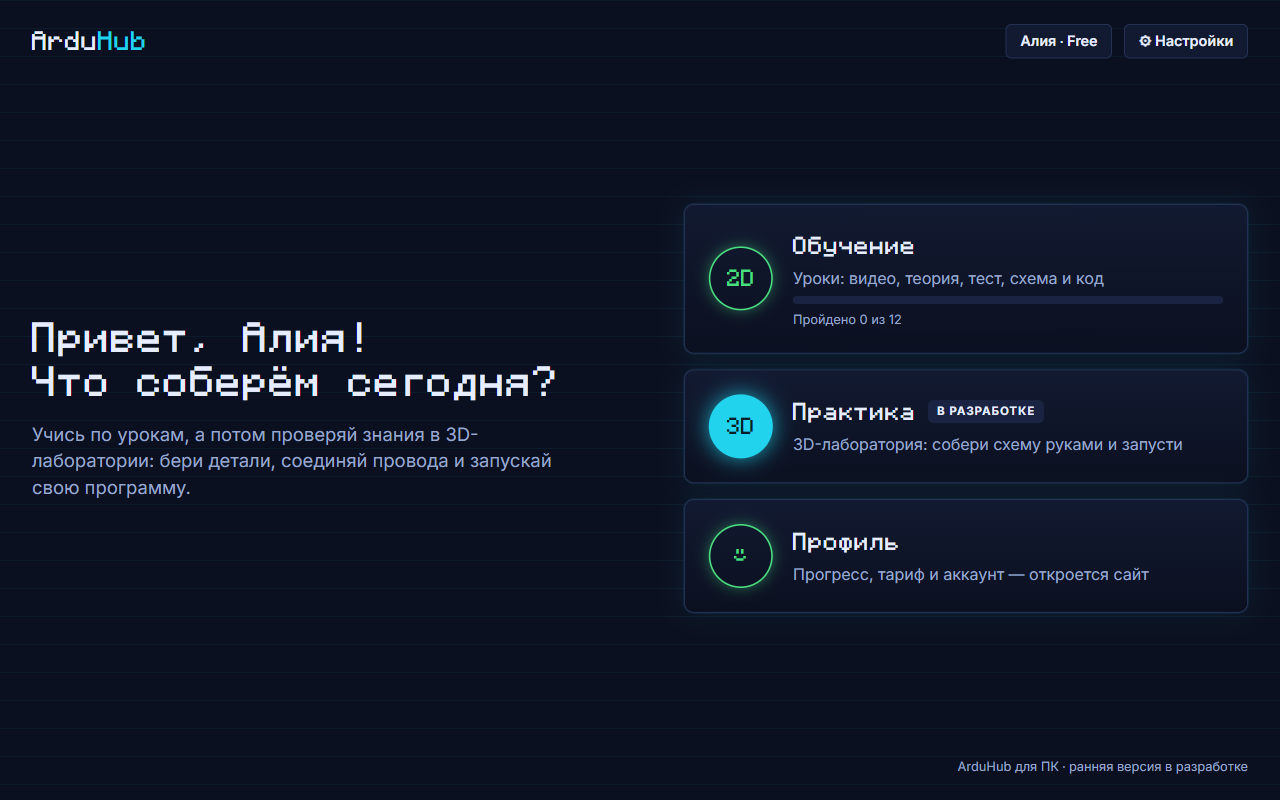 ArduHub
Алия · Free
⚙ Настройки
Привет, Алия!
Что соберём сегодня?
Учись по урокам, а потом проверяй знания в 3D-
лаборатории: бери детали, соединяй провода и запускай
свою программу.
2D
Обучение
Уроки: видео, теория, тест, схема и код
Пройдено 0 из 12
3D
Практика В РАЗРАБОТКЕ
3D-лаборатория: собери схему руками и запусти
Профиль
Прогресс, тариф и аккаунт — откроется сайт
ArduHub для ПК · ранняя версия в разработке